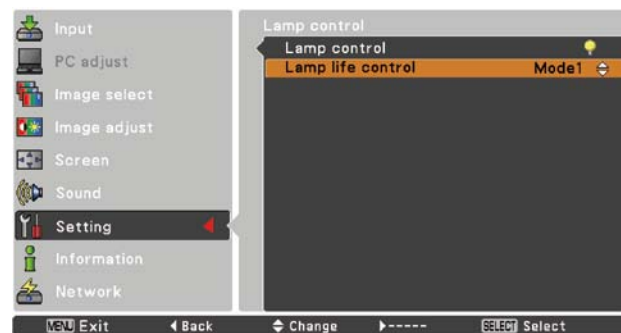 Input
PC adjust
Image select
Image adjust
Screen
Sound
Setting
Information
Network
Lamp control
Lamp control
Lamp life control Mode1
MENU Exit Back Change ----- SELECT Select